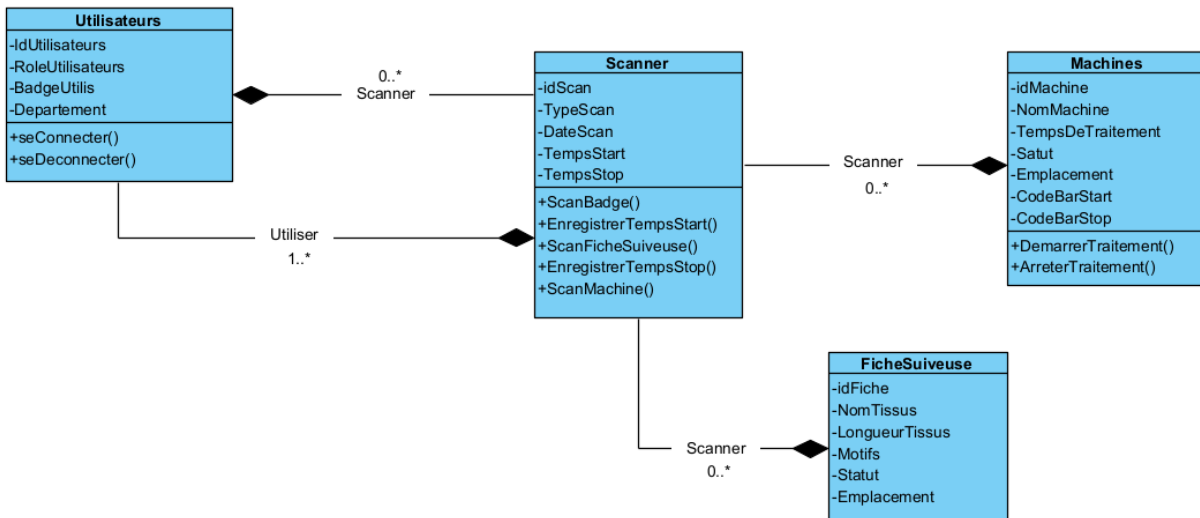 Utilisateurs
-IdUtilisateurs
-RoleUtilisateurs
-BadgeUtilis
-Departement
+seConnecter()
+seDeconnecter()
0..*
Scanner
Utiliser
1..*
Scanner
-idScan
-TypeScan
-DateScan
-TempsStart
-TempsStop
+ScanBadge()
+EnregistrerTempsStart()
+ScanFicheSuiveuse()
+EnregistrerTempsStop()
+ScanMachine()
Scanner
0..*
Machines
-idMachine
-NomMachine
-TempsDeTraitement
-Satut
-Emplacement
-CodeBarStart
-CodeBarStop
+DemarrerTraitement()
+ArreterTraitement()
Scanner
0..*
FicheSuiveuse
-idFiche
-NomTissus
-LongueurTissus
-Motifs
-Statut
-Emplacement